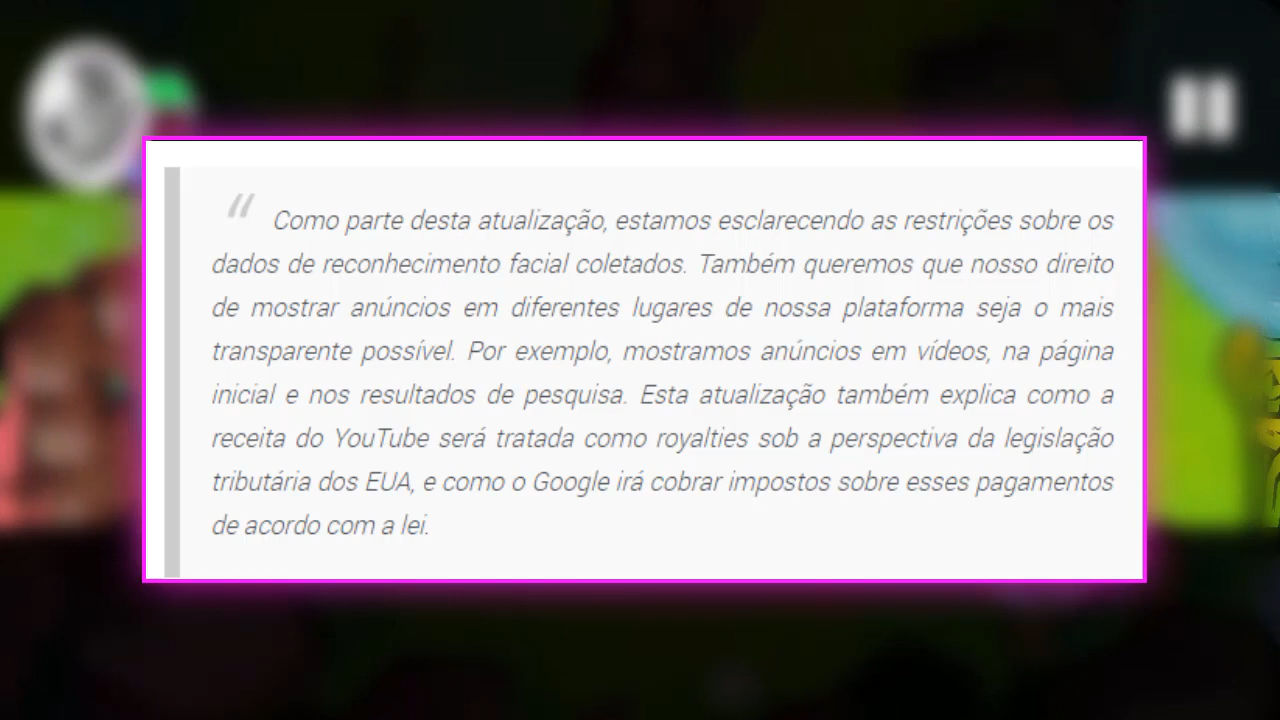 “ Como parte desta atualização, estamos esclarecendo as restrições sobre os
dados de reconhecimento facial coletados. Também queremos que nosso direito
de mostrar anúncios em diferentes lugares de nossa plataforma seja o mais
transparente possível. Por exemplo, mostramos anúncios em vídeos, na página
inicial e nos resultados de pesquisa. Esta atualização também explica como a
receita do YouTube será tratada como royalties sob a perspectiva da legislação
tributária dos EUA, e como o Google irá cobrar impostos sobre esses pagamentos
de acordo com a lei.